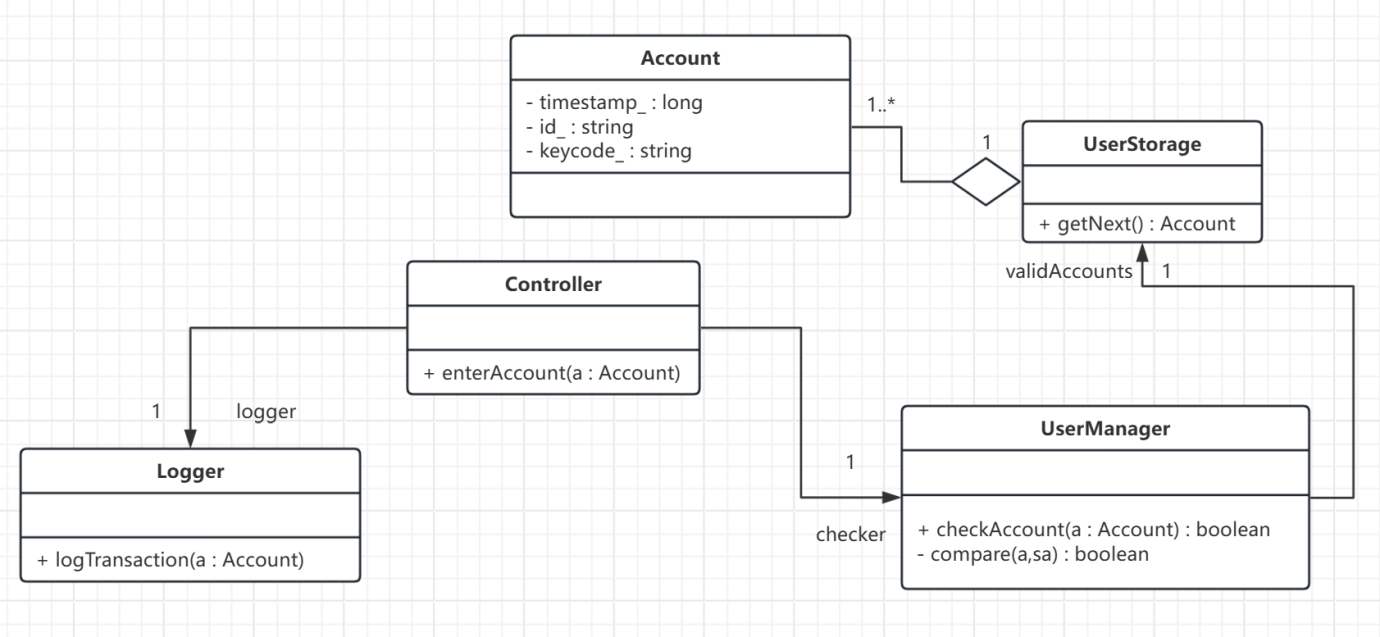 Account
- timestamp_ : long
- id_ : string
- keycode_ : string
1..*
1
UserStorage
+ getNext() : Account
validAccounts
1
Controller
+ enterAccount(a : Account)
1
logger
Logger
+ logTransaction(a : Account)
1
checker
UserManager
+ checkAccount(a : Account) : boolean
- compare(a,sa) : boolean